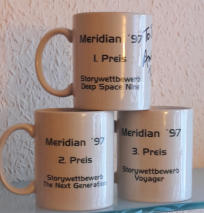 Meridian '97
1. Preis
Storywettbewerb
Deep Space Nine
Meridian '97
2. Preis
Storywettbewerb
The Next Generation
Meridian '97
3. Preis
Storywettbewerb
Voyager